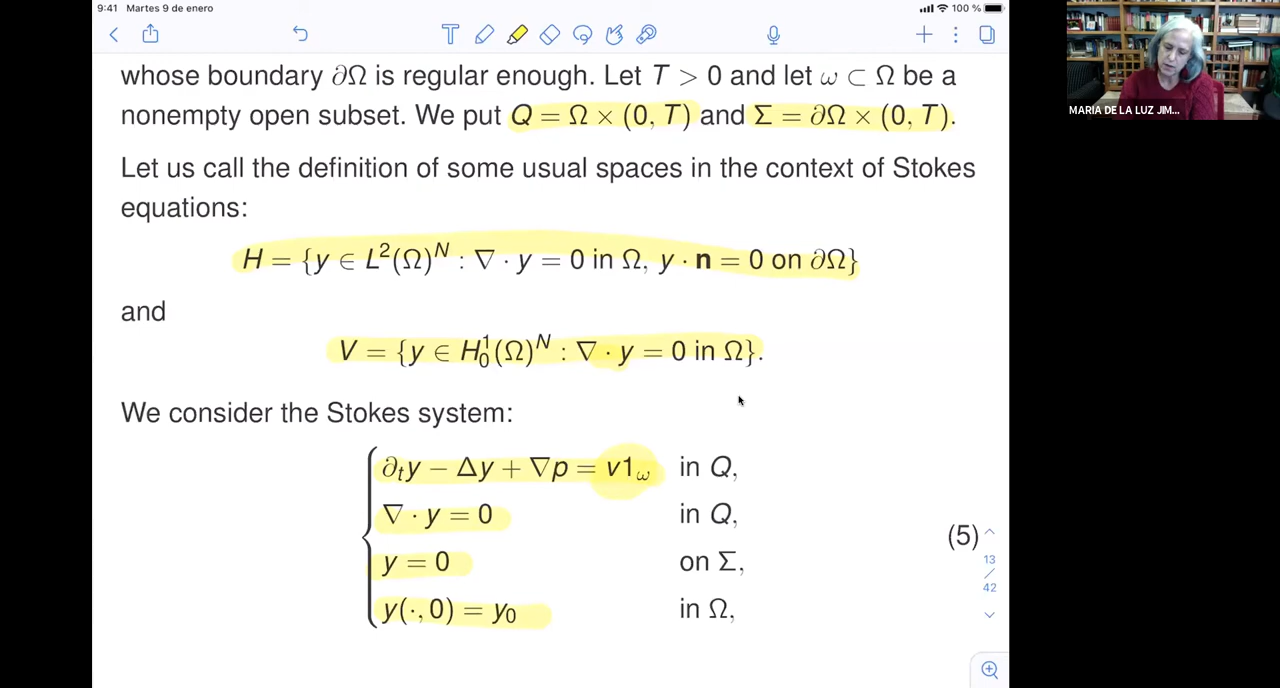 9:41 Martes 9 de enero
100 %
whose boundary ∂Ω is regular enough. Let T > 0 and let ω ⊂ Ω be a
nonempty open subset. We put Q = Ω × (0, T) and Σ = ∂Ω × (0, T).
Let us call the definition of some usual spaces in the context of Stokes
equations:
H = {y ∈ L²(Ω)ᴺ : ∇ · y = 0 in Ω, y · n = 0 on ∂Ω}
and
V = {y ∈ H₀¹(Ω)ᴺ : ∇ · y = 0 in Ω}.
We consider the Stokes system:
∂ₜy − Δy + ∇p = v1_ω in Q,
∇ · y = 0 in Q,
y = 0 on Σ,
y(·, 0) = y₀ in Ω,
(5)
13
/
42
MARIA DE LA LUZ JIM...